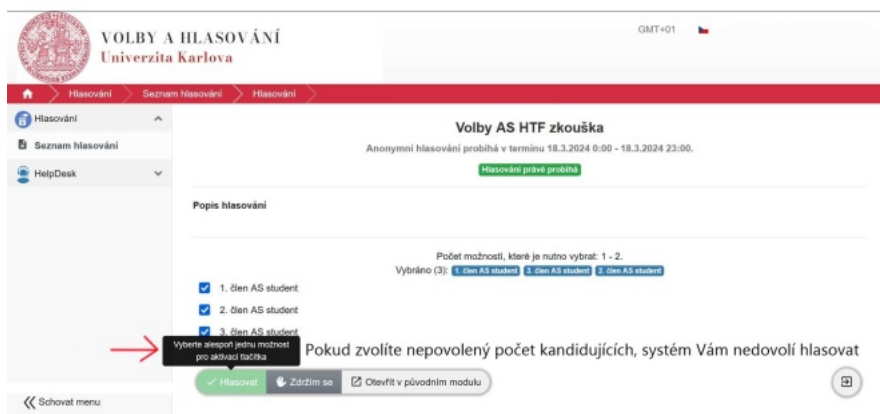 VOLBY A HLASOVÁNÍ
Univerzita Karlova
GMT+01
Hlasování
Seznam hlasování
Hlasování
Hlasování
Seznam hlasování
HelpDesk
Volby AS HTF zkouška
Anonymní hlasování probíhá v termínu 18.3.2024 0:00 - 18.3.2024 23:00.
Hlasování právě probíhá
Popis hlasování
Počet možností, které je nutno vybrat: 1 - 2.
Vybráno (3): 1. člen AS student 3. člen AS student 2. člen AS student
1. člen AS student
2. člen AS student
3. člen AS student
Vyberte alespoň jednu možnost
pro aktivaci tlačítka
Pokud zvolíte nepovolený počet kandidujících, systém Vám nedovolí hlasovat
Hlasovat
Zdržím se
Otevřít v původním modulu
Schovat menu